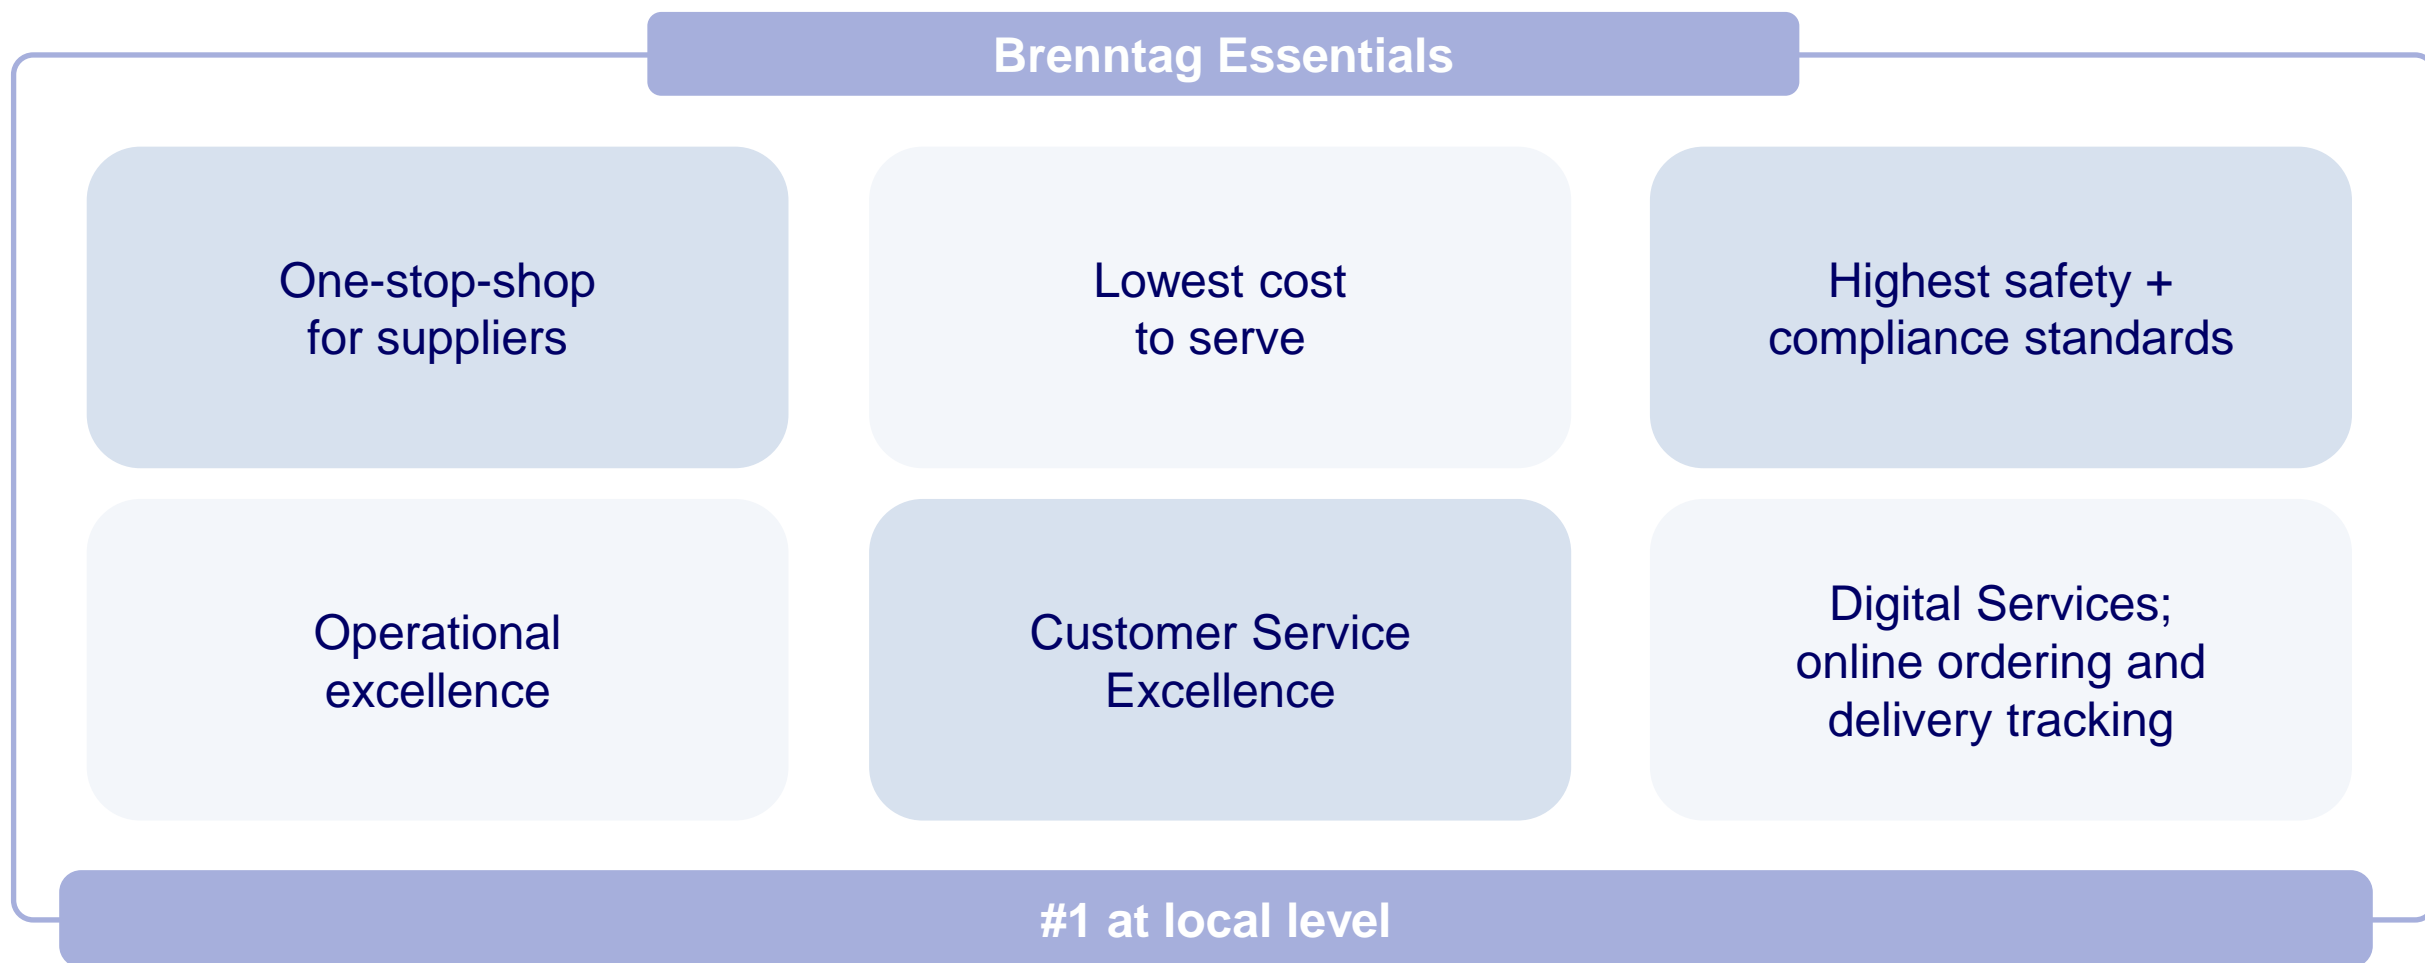 Brenntag Essentials
One-stop-shop
for suppliers
Lowest cost
to serve
Highest safety +
compliance standards
Operational
excellence
Customer Service
Excellence
Digital Services;
online ordering and
delivery tracking
#1 at local level